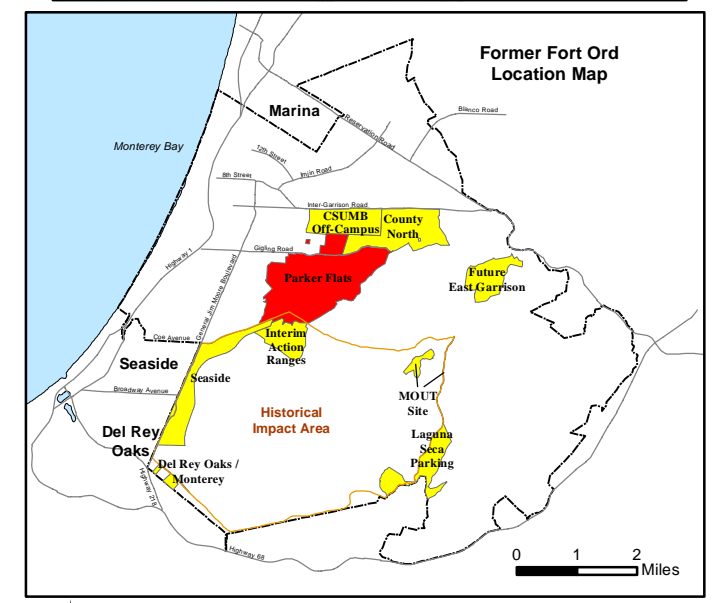 Former Fort Ord
Location Map
Marina
Blanco Road
Reservation Road
Monterey Bay
12th Street
Imjin Road
8th Street
Inter-Garrison Road
CSUMB
Off-Campus
County
North
Gigling Road
Highway 1
General Jim Moore Boulevard
Parker Flats
Future
East Garrison
Coe Avenue
Interim
Action
Ranges
Seaside
Seaside
Broadway Avenue
MOUT
Site
Historical
Impact Area
Del Rey
Oaks
Laguna
Seca
Parking
Del Rey Oaks /
Monterey
Highway 218
Highway 68
0 1 2
Miles